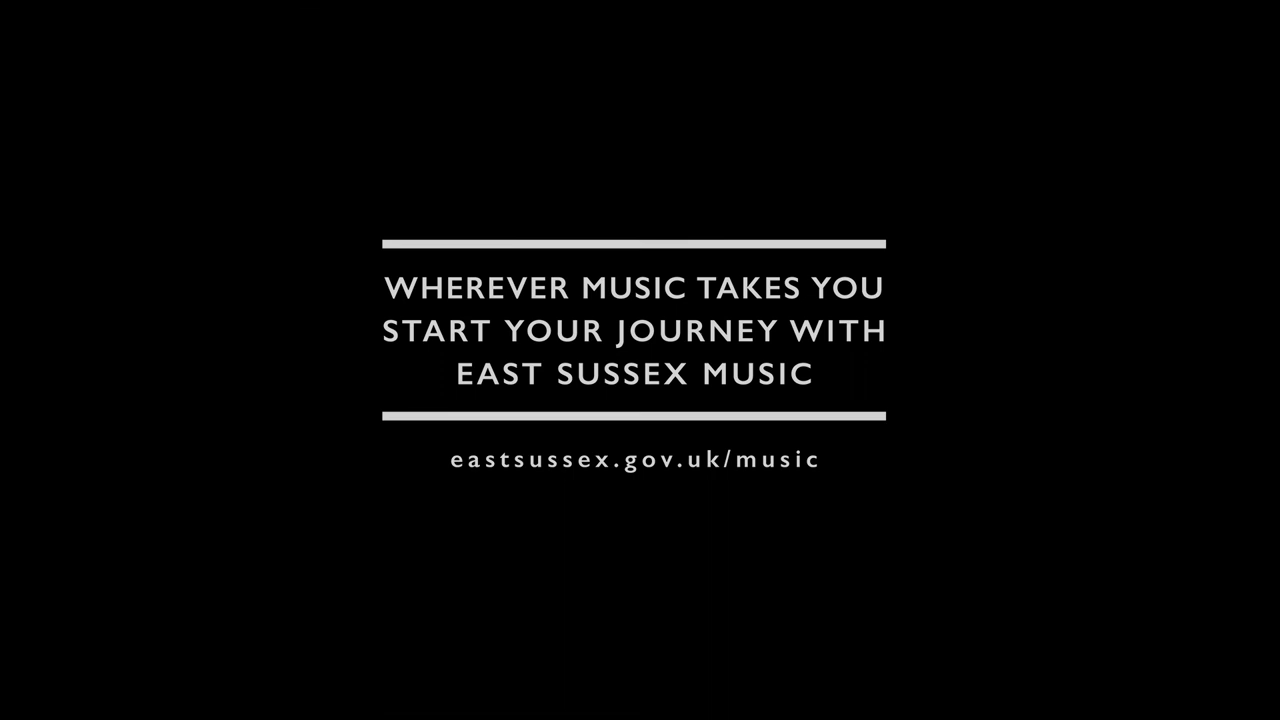 WHEREVER MUSIC TAKES YOU
START YOUR JOURNEY WITH
EAST SUSSEX MUSIC
eastsussex.gov.uk/music